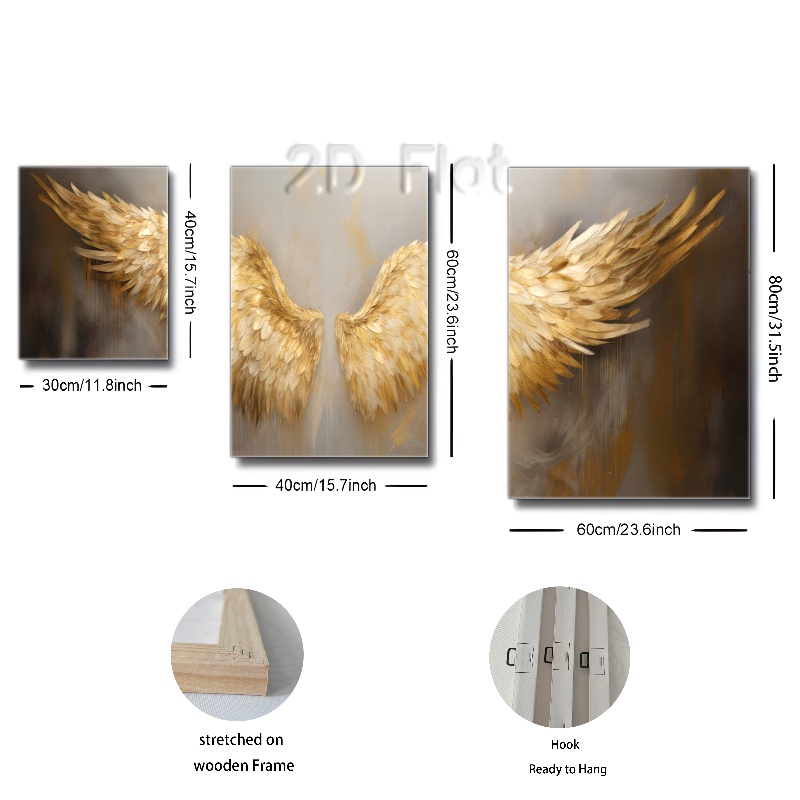 2D Flat
40cm/15.7inch
30cm/11.8inch
60cm/23.6inch
40cm/15.7inch
80cm/31.5inch
60cm/23.6inch
stretched on
wooden Frame
Hook
Ready to Hang